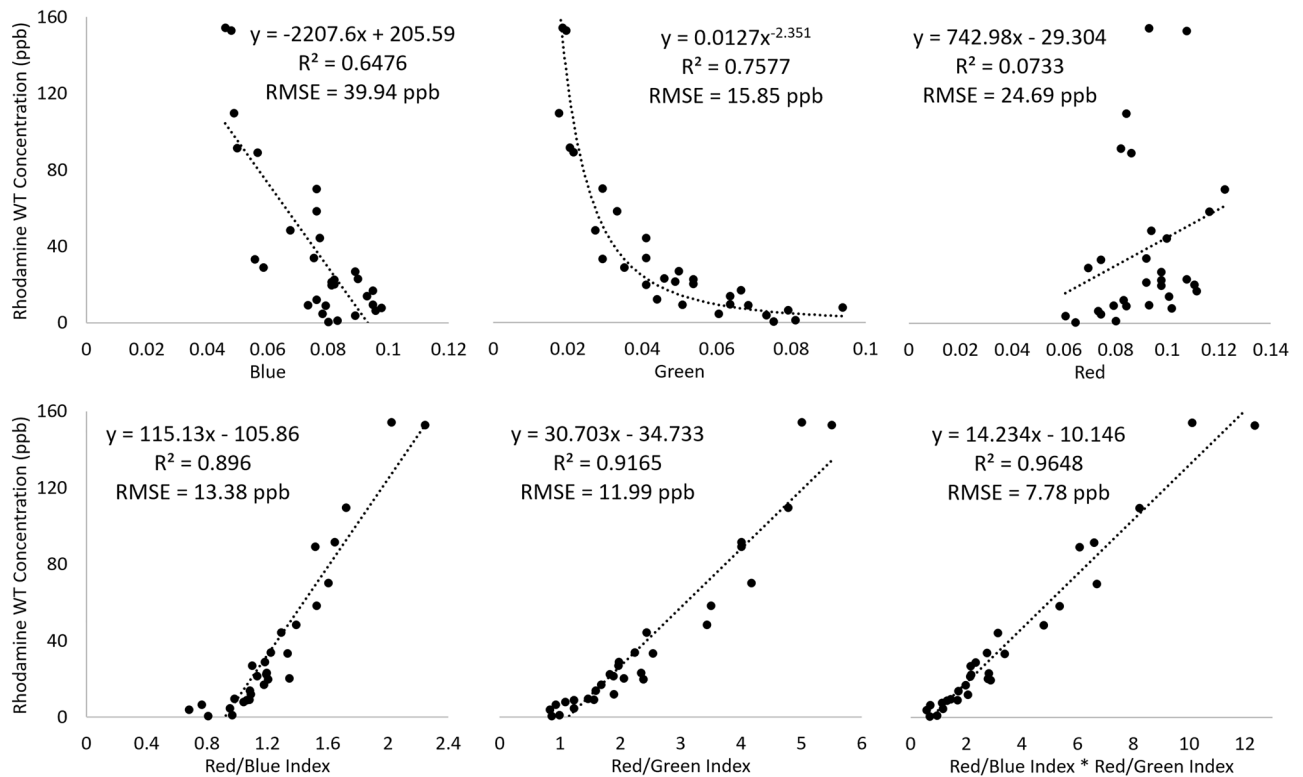 Rhodamine WT Concentration (ppb)
160
120
80
40
0
y = -2207.6x + 205.59
R² = 0.6476
RMSE = 39.94 ppb
0 0.02 0.04 0.06 0.08 0.1 0.12
Blue
y = 0.0127x^-2.351
R² = 0.7577
RMSE = 15.85 ppb
0 0.02 0.04 0.06 0.08 0.1
Green
y = 742.98x - 29.304
R² = 0.0733
RMSE = 24.69 ppb
0 0.02 0.04 0.06 0.08 0.1 0.12 0.14
Red
Rhodamine WT Concentration (ppb)
160
120
80
40
0
y = 115.13x - 105.86
R² = 0.896
RMSE = 13.38 ppb
0 0.4 0.8 1.2 1.6 2 2.4
Red/Blue Index
y = 30.703x - 34.733
R² = 0.9165
RMSE = 11.99 ppb
0 1 2 3 4 5 6
Red/Green Index
y = 14.234x - 10.146
R² = 0.9648
RMSE = 7.78 ppb
0 2 4 6 8 10 12
Red/Blue Index * Red/Green Index